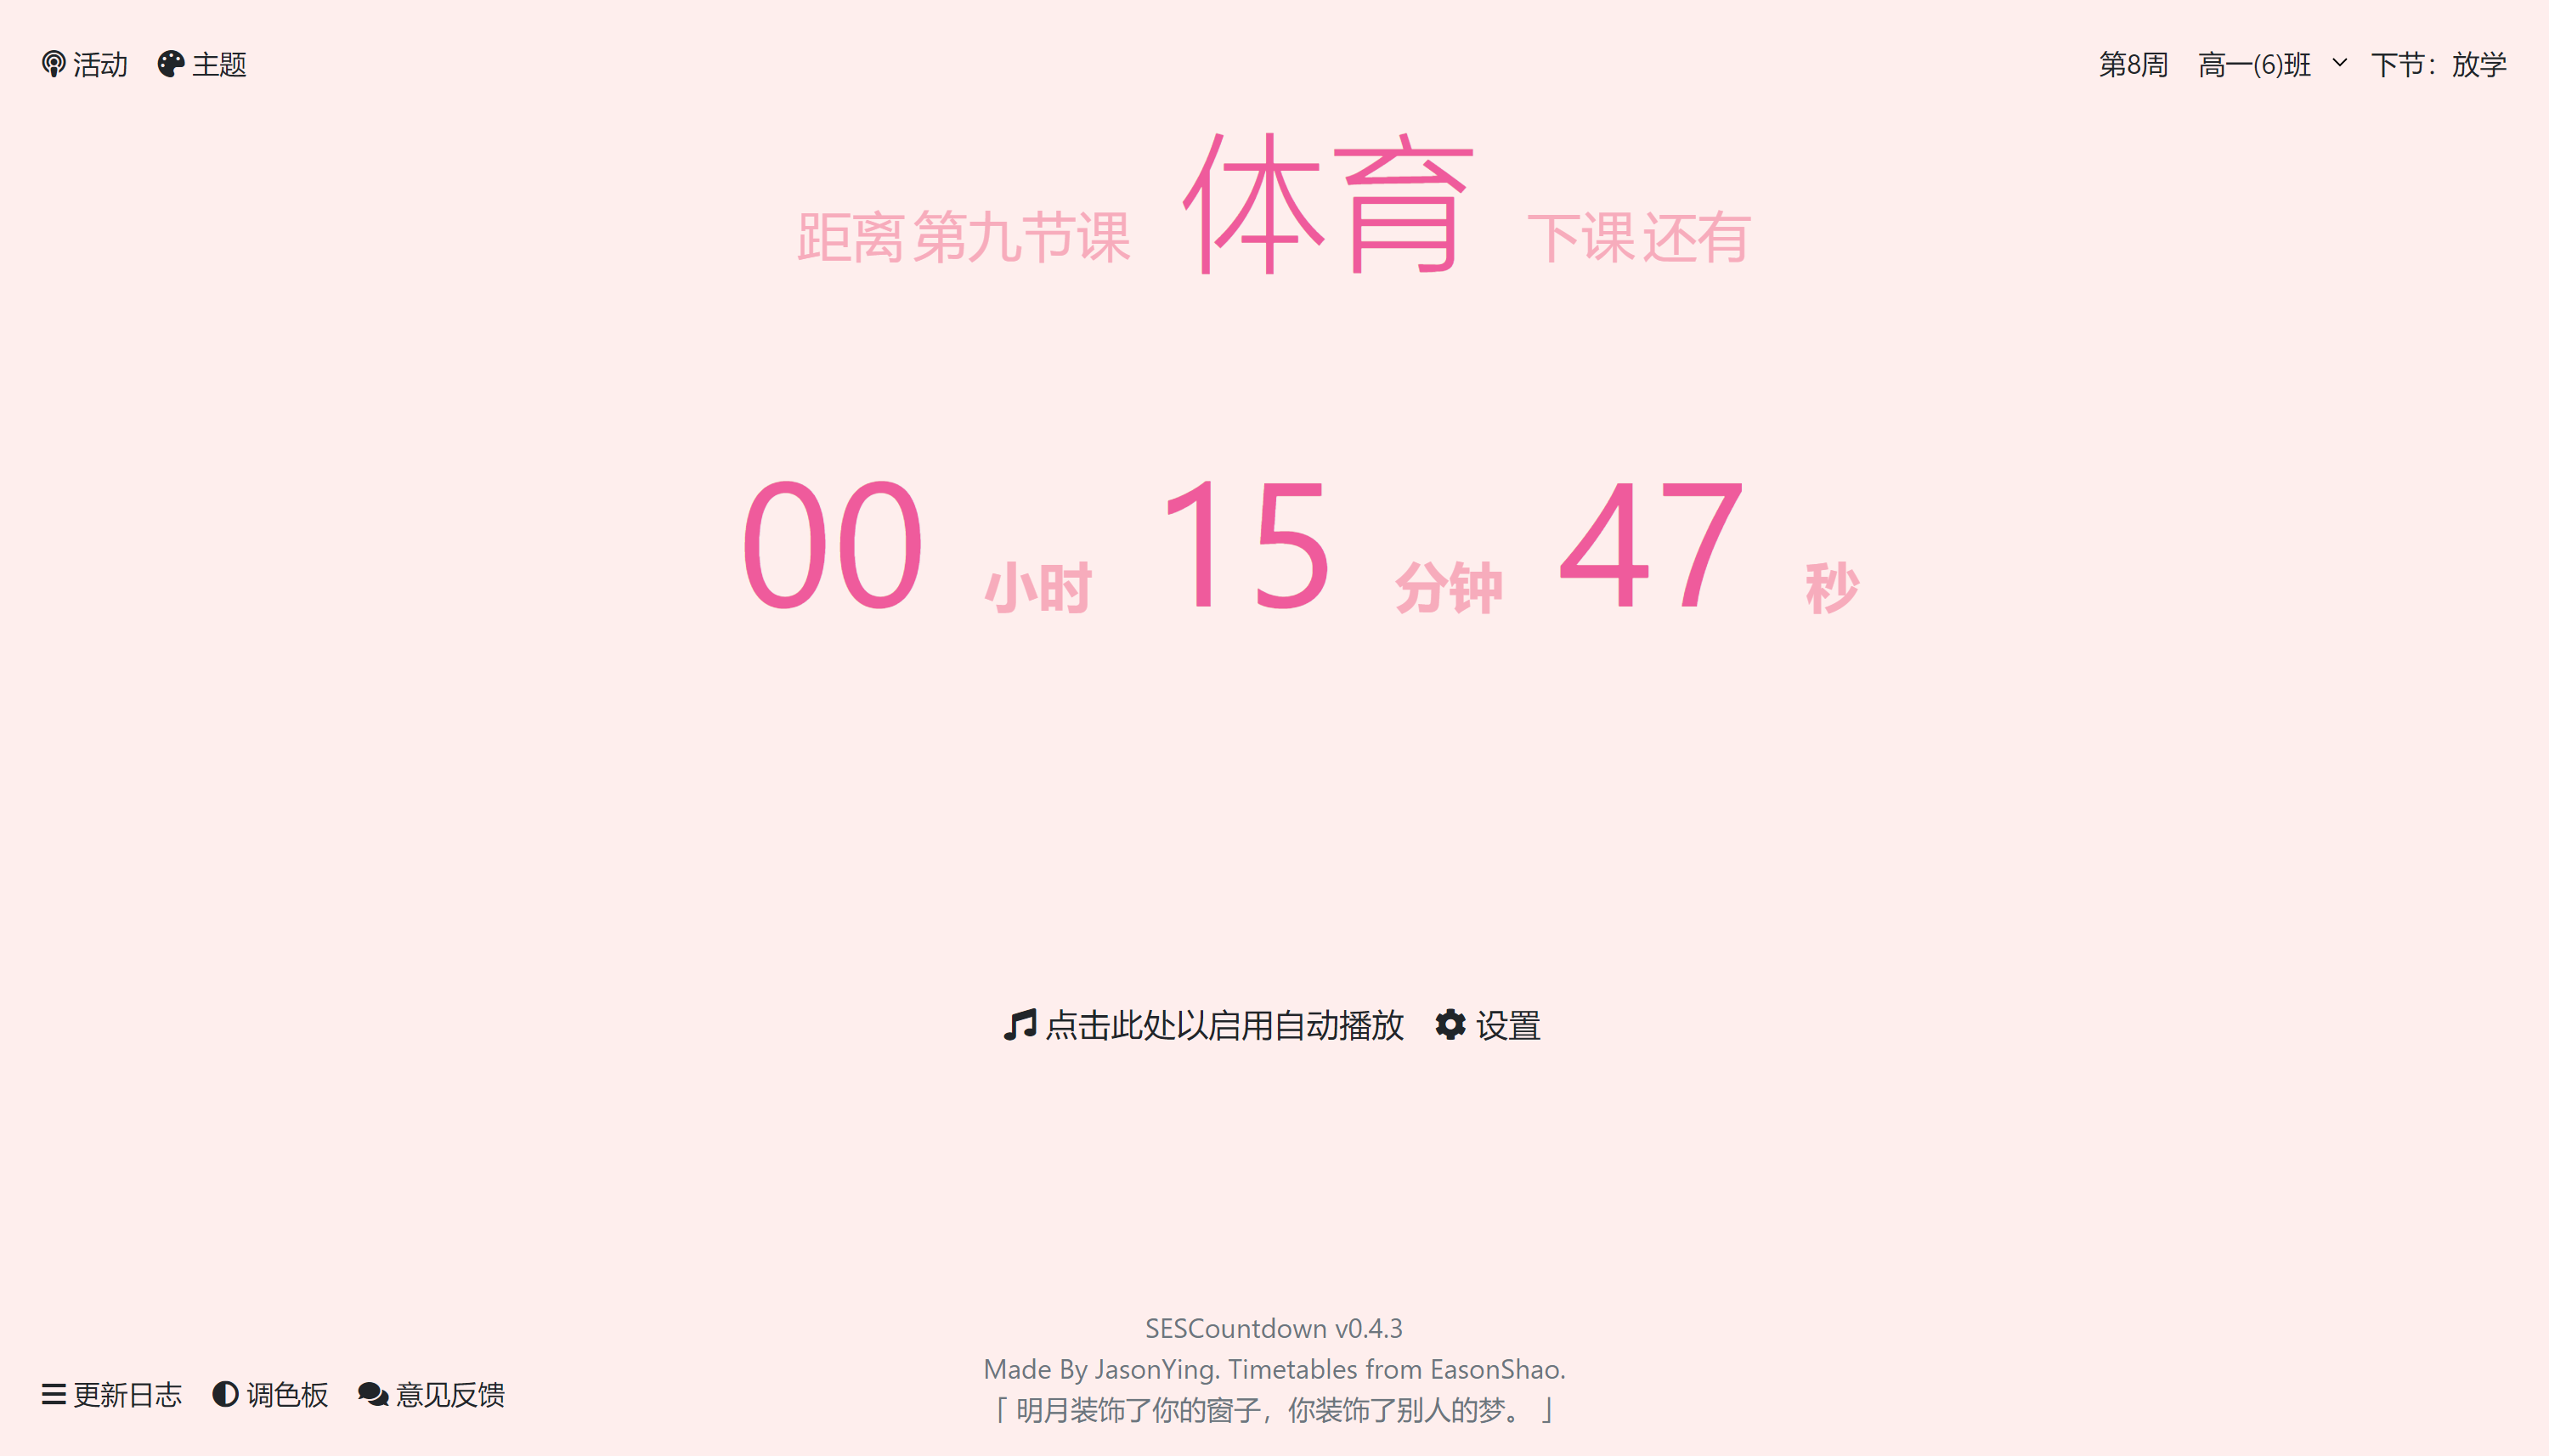 活动 主题 第8周 高一(6)班 下节：放学
距离 第九节课 体育 下课 还有
00 小时 15 分钟 47 秒
点击此处以启用自动播放 设置
SESCountdown v0.4.3
Made By JasonYing. Timetables from EasonShao.
「 明月装饰了你的窗子，你装饰了别人的梦。 」
更新日志 调色板 意见反馈